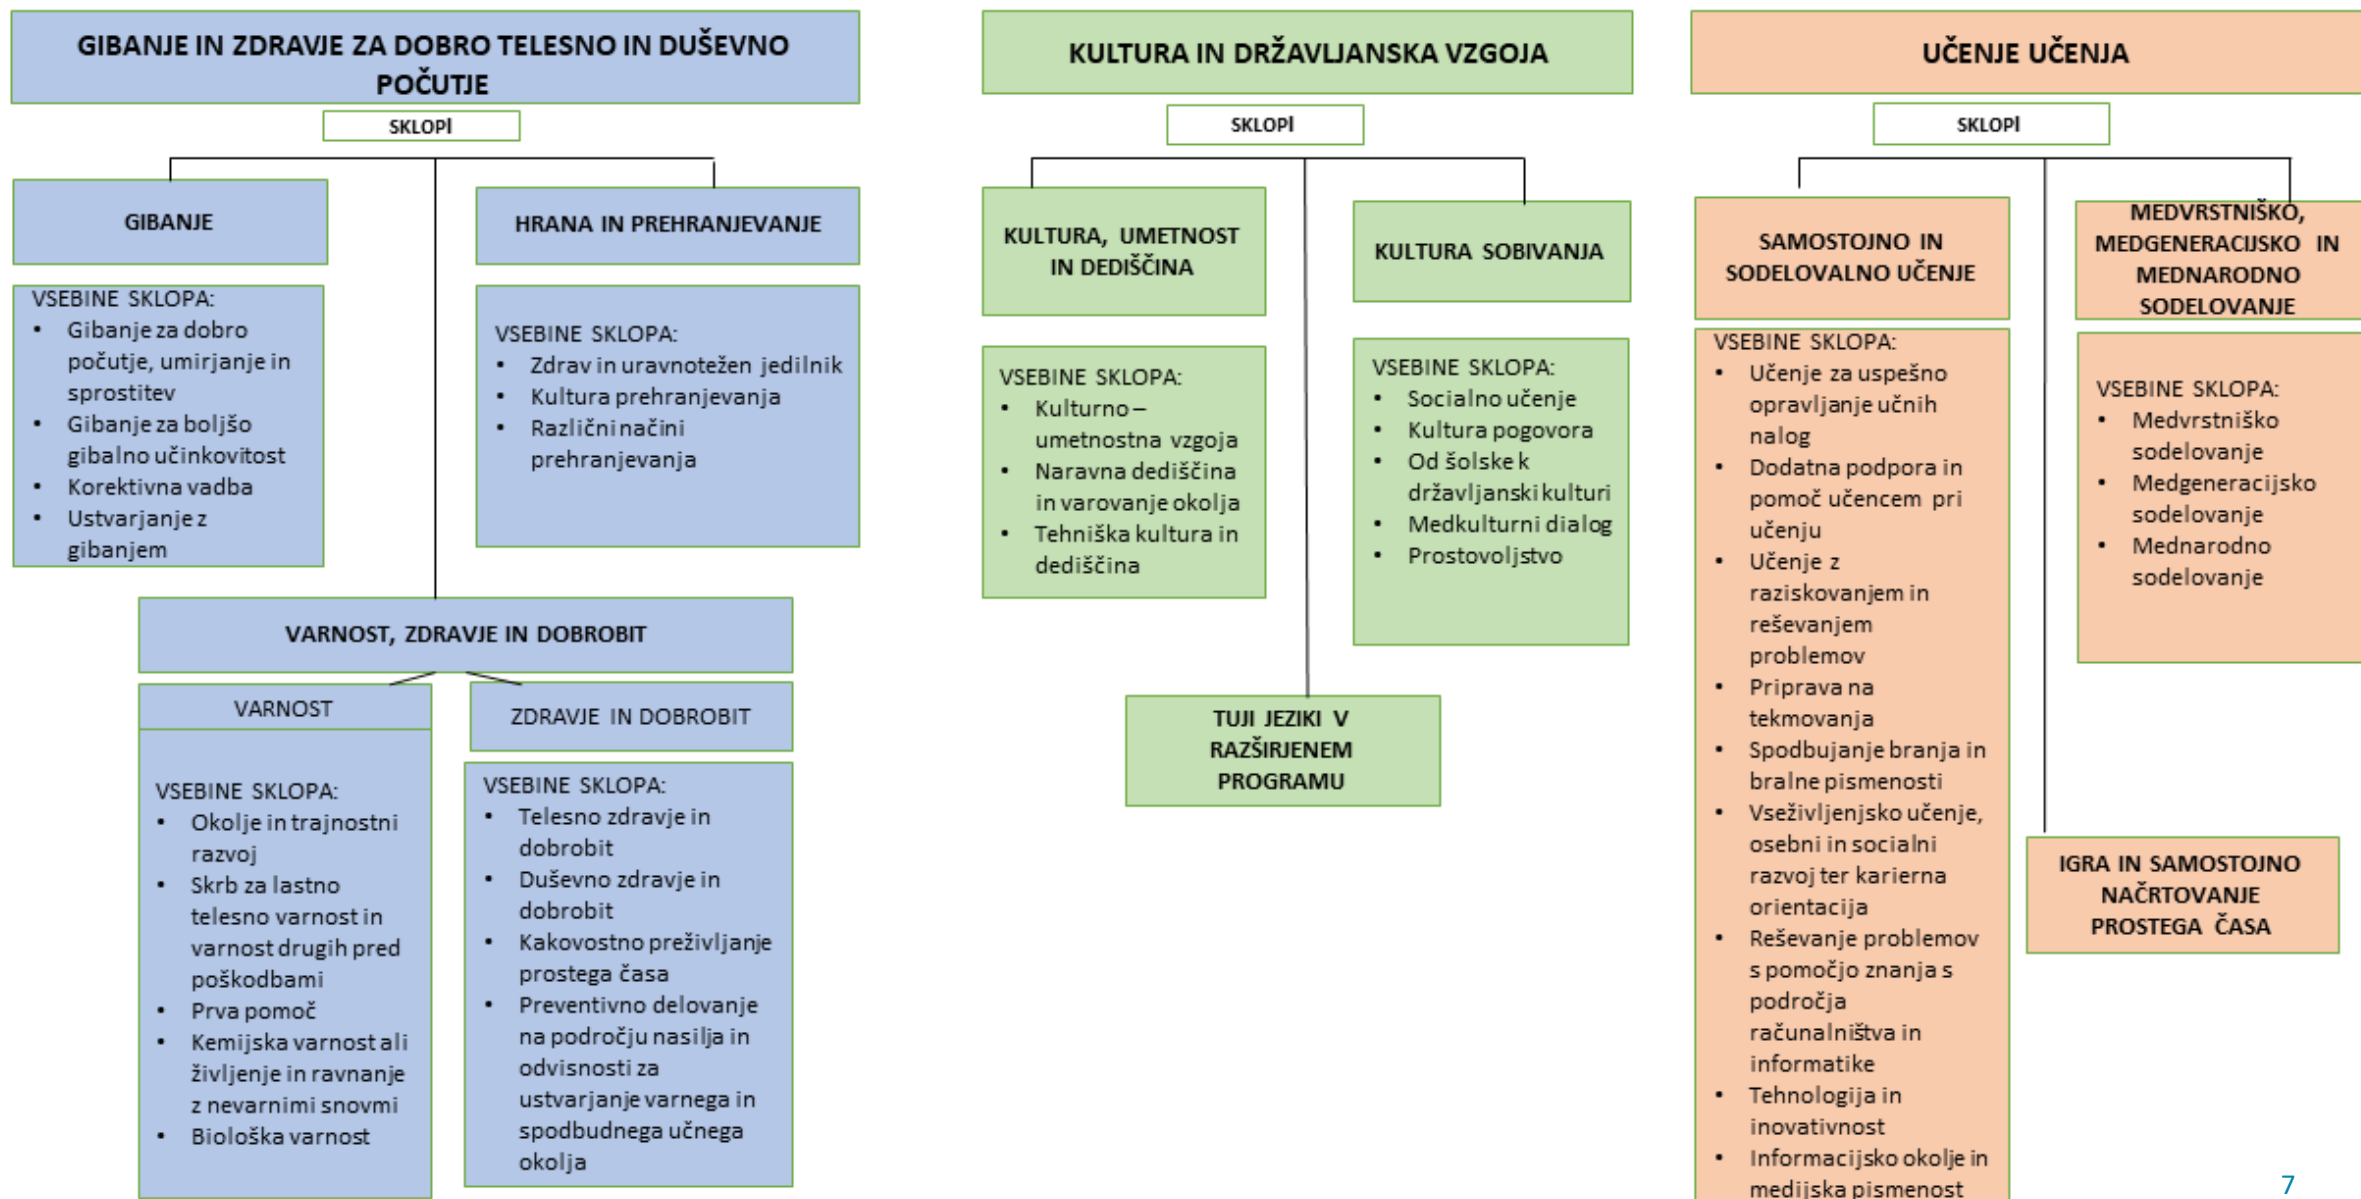 GIBANJE IN ZDRAVJE ZA DOBRO TELESNO IN DUŠEVNO
POČUTJE
SKLOPI
GIBANJE
VSEBINE SKLOPA:
• Gibanje za dobro
počutje, umirjanje in
sprostitev
• Gibanje za boljšo
gibalno učinkovitost
• Korektivna vadba
• Ustvarjanje z
gibanjem
HRANA IN PREHRANJEVANJE
VSEBINE SKLOPA:
• Zdrav in uravnotežen jedilnik
• Kultura prehranjevanja
• Različni načini
prehranjevanja
VARNOST, ZDRAVJE IN DOBROBIT
VARNOST
VSEBINE SKLOPA:
• Okolje in trajnostni
razvoj
• Skrb za lastno
telesno varnost in
varnost drugih pred
poškodbami
• Prva pomoč
• Kemijska varnost ali
življenje in ravnanje
z nevarnimi snovmi
• Biološka varnost
ZDRAVJE IN DOBROBIT
VSEBINE SKLOPA:
• Telesno zdravje in
dobrobit
• Duševno zdravje in
dobrobit
• Kakovostno preživljanje
prostega časa
• Preventivno delovanje
na področju nasilja in
odvisnosti za
ustvarjanje varnega in
spodbudnega učnega
okolja
KULTURA IN DRŽAVLJANSKA VZGOJA
SKLOPI
KULTURA, UMETNOST
IN DEDIŠČINA
VSEBINE SKLOPA:
• Kulturno –
umetnostna vzgoja
• Naravna dediščina
in varovanje okolja
• Tehniška kultura in
dediščina
KULTURA SOBIVANJA
VSEBINE SKLOPA:
• Socialno učenje
• Kultura pogovora
• Od šolske k
državljanski kulturi
• Medkulturni dialog
• Prostovoljstvo
TUJI JEZIKI V
RAZŠIRJENEM
PROGRAMU
UČENJE UČENJA
SKLOPI
SAMOSTOJNO IN
SODELOVALNO UČENJE
VSEBINE SKLOPA:
• Učenje za uspešno
opravljanje učnih
nalog
• Dodatna podpora in
pomoč učencem pri
učenju
• Učenje z
raziskovanjem in
reševanjem
problemov
• Priprava na
tekmovanja
• Spodbujanje branja in
bralne pismenosti
• Vseživljenjsko učenje,
osebni in socialni
razvoj ter karierna
orientacija
• Reševanje problemov
s pomočjo znanja s
področja
računalništva in
informatike
• Tehnologija in
inovativnost
• Informacijsko okolje in
medijska pismenost
MEDVRSTNIŠKO,
MEDGENERACIJSKO IN
MEDNARODNO
SODELOVANJE
VSEBINE SKLOPA:
• Medvrstniško
sodelovanje
• Medgeneracijsko
sodelovanje
• Mednarodno
sodelovanje
IGRA IN SAMOSTOJNO
NAČRTOVANJE
PROSTEGA ČASA
7